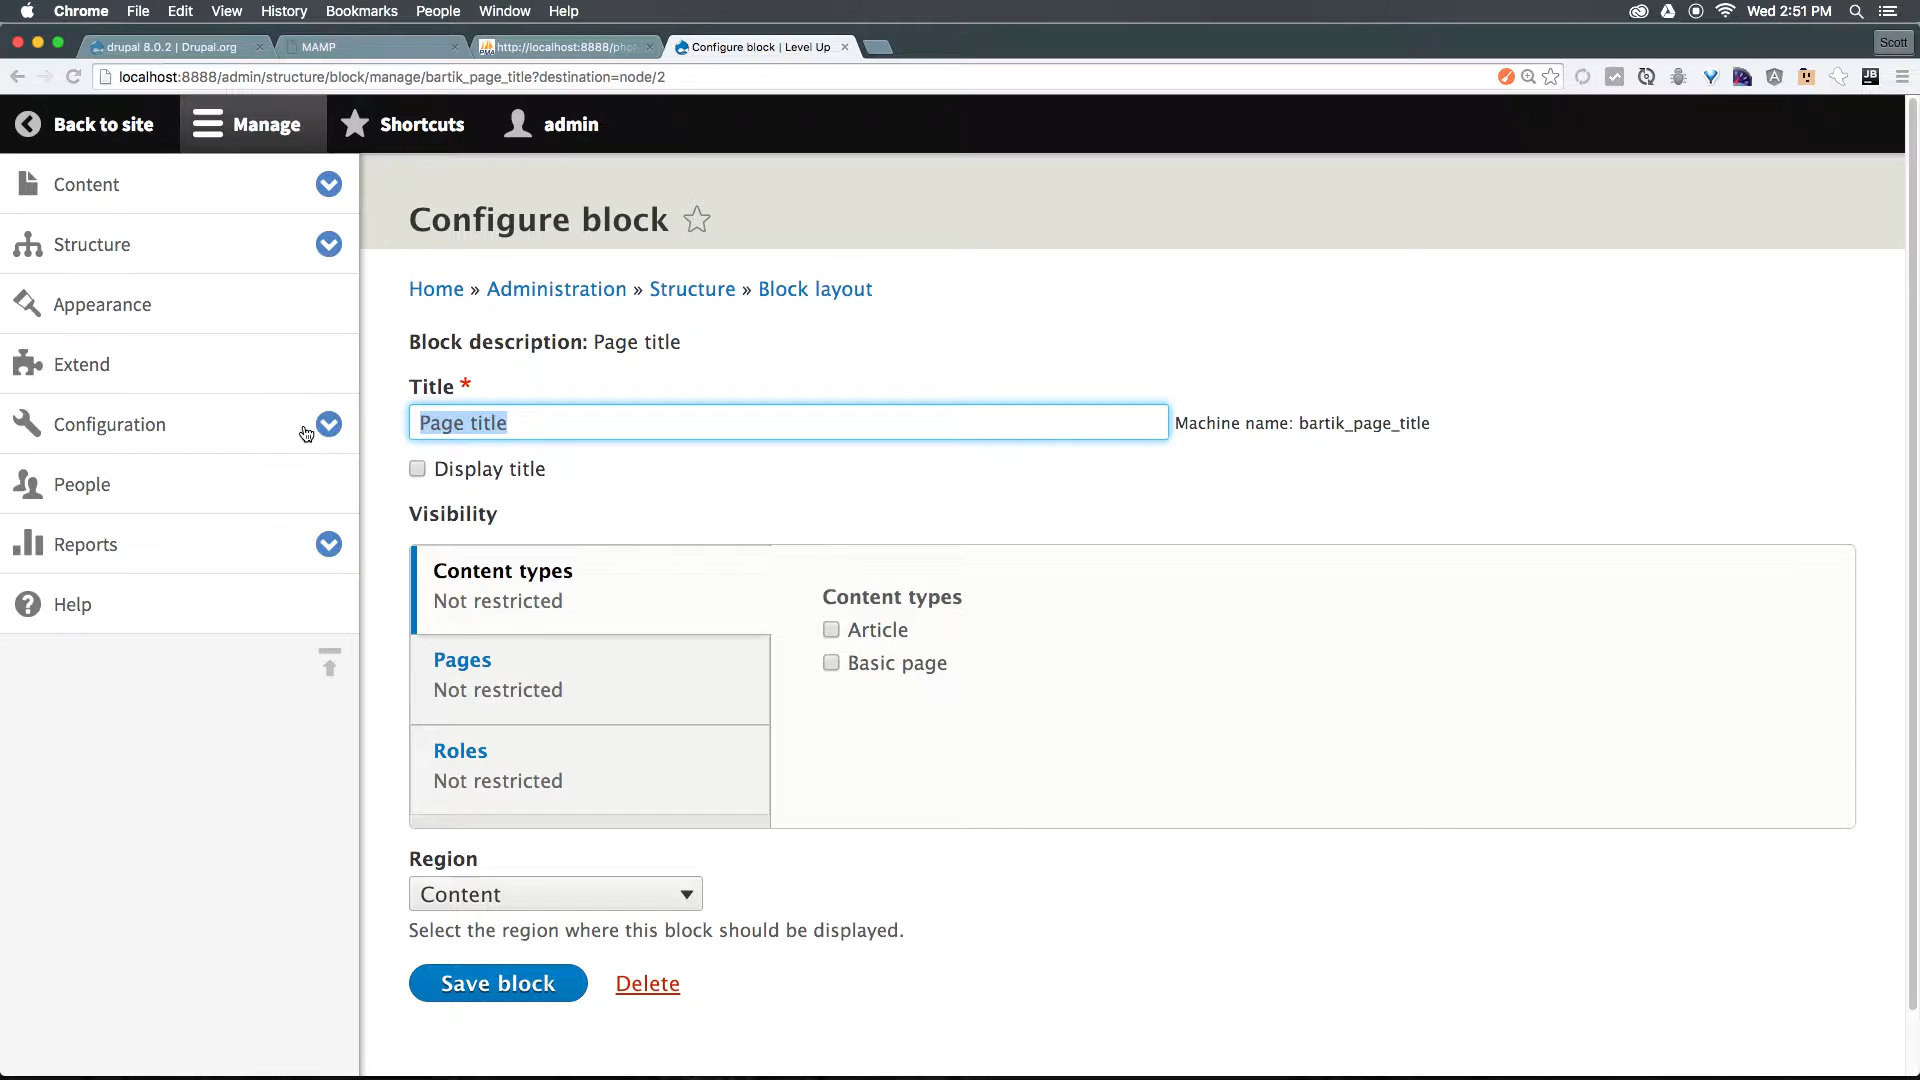 Chrome File Edit View History Bookmarks People Window Help Wed 2:51 PM
drupal 8.0.2 | Drupal.org MAMP http://localhost:8888/pho Configure block | Level Up Scott
localhost:8888/admin/structure/block/manage/bartik_page_title?destination=node/2 JB
Back to site Manage Shortcuts admin
Content
Structure
Appearance
Extend
Configuration
People
Reports
Help
Configure block
Home » Administration » Structure » Block layout
Block description: Page title
Title *
Page title Machine name: bartik_page_title
Display title
Visibility
Content types
Not restricted
Pages
Not restricted
Roles
Not restricted
Content types
Article
Basic page
Region
Content
Select the region where this block should be displayed.
Save block Delete